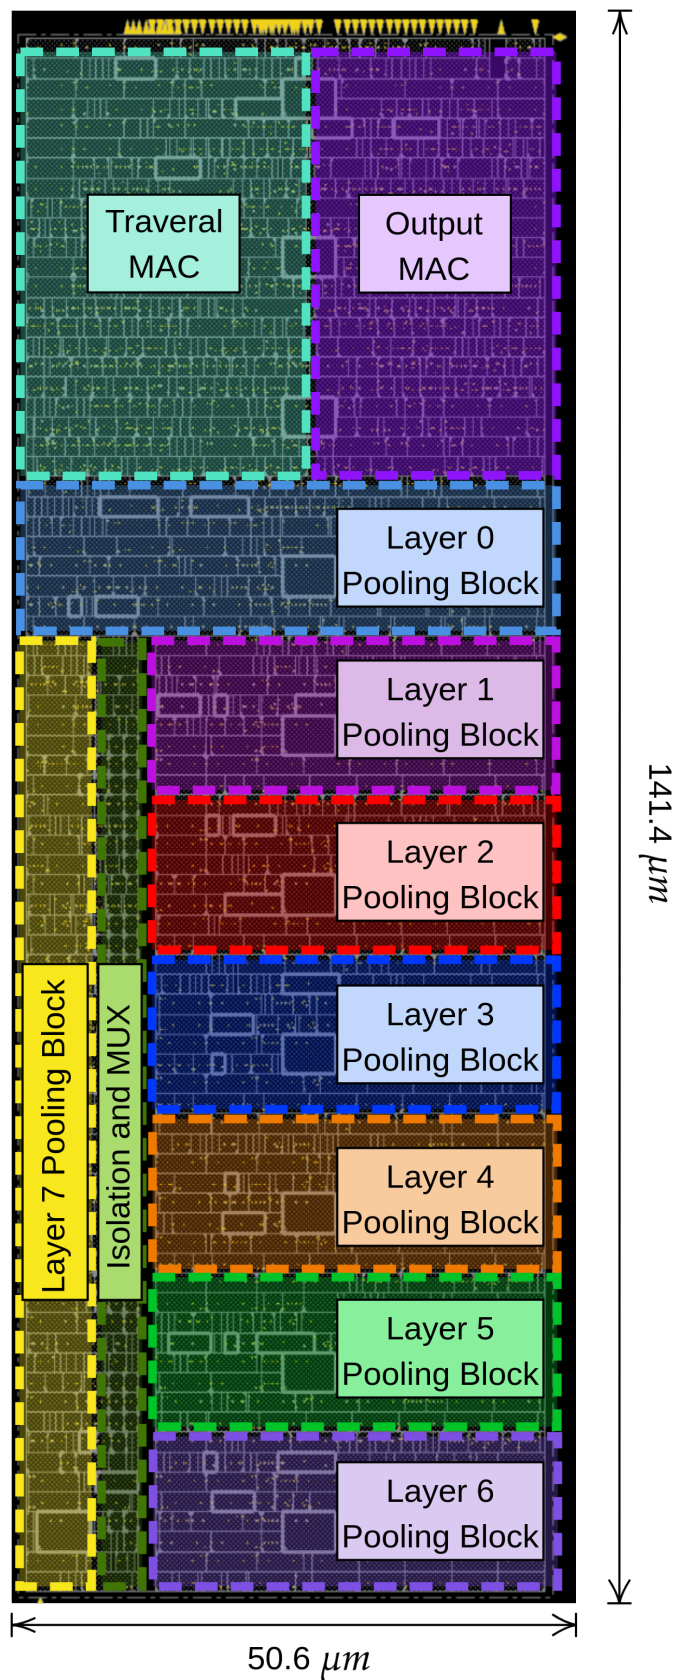 Traveral
MAC
Output
MAC
Layer 0
Pooling Block
Layer 1
Pooling Block
Layer 2
Pooling Block
Layer 3
Pooling Block
Layer 4
Pooling Block
Layer 5
Pooling Block
Layer 6
Pooling Block
Layer 7 Pooling Block
Isolation and MUX
141.4 μm
50.6 μm